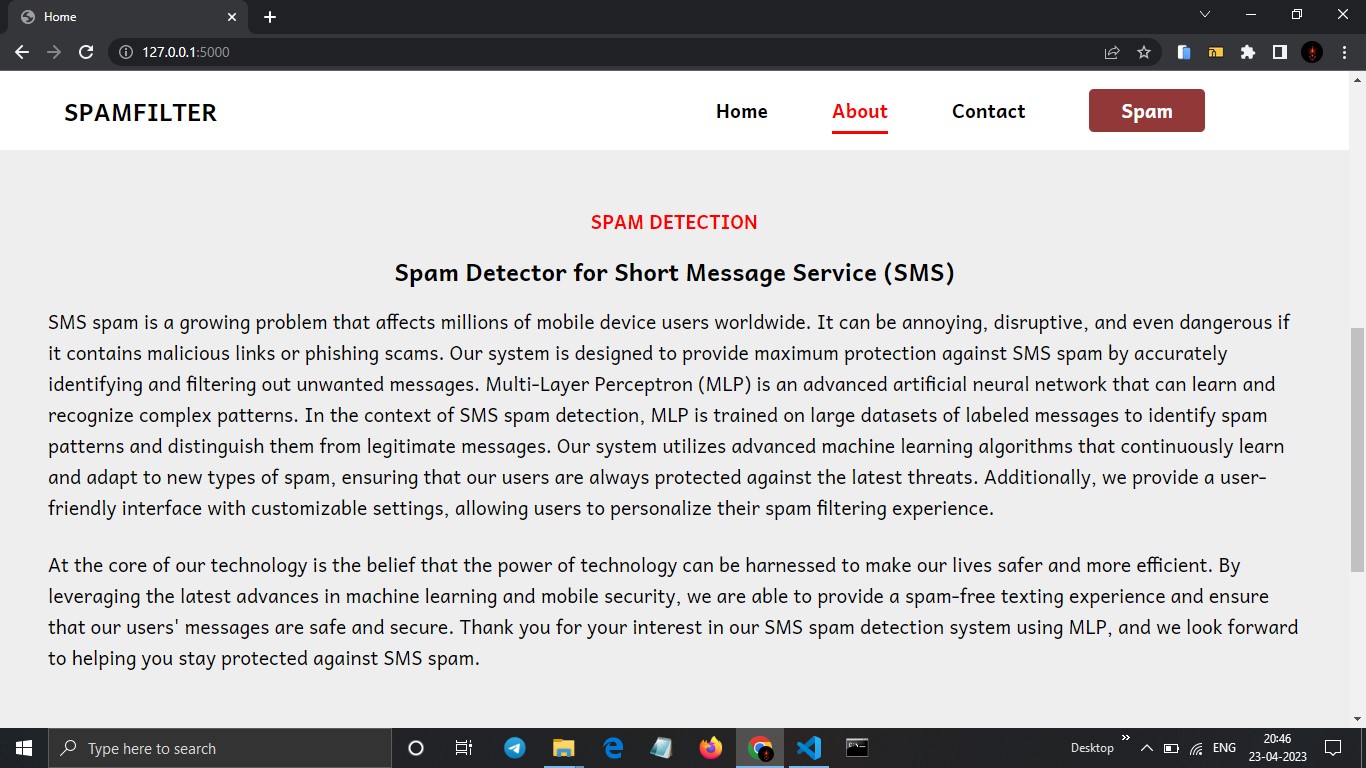 Home
127.0.0.1:5000
SPAMFILTER
Home
About
Contact
Spam
SPAM DETECTION
Spam Detector for Short Message Service (SMS)
SMS spam is a growing problem that affects millions of mobile device users worldwide. It can be annoying, disruptive, and even dangerous if
it contains malicious links or phishing scams. Our system is designed to provide maximum protection against SMS spam by accurately
identifying and filtering out unwanted messages. Multi-Layer Perceptron (MLP) is an advanced artificial neural network that can learn and
recognize complex patterns. In the context of SMS spam detection, MLP is trained on large datasets of labeled messages to identify spam
patterns and distinguish them from legitimate messages. Our system utilizes advanced machine learning algorithms that continuously learn
and adapt to new types of spam, ensuring that our users are always protected against the latest threats. Additionally, we provide a user-
friendly interface with customizable settings, allowing users to personalize their spam filtering experience.
At the core of our technology is the belief that the power of technology can be harnessed to make our lives safer and more efficient. By
leveraging the latest advances in machine learning and mobile security, we are able to provide a spam-free texting experience and ensure
that our users' messages are safe and secure. Thank you for your interest in our SMS spam detection system using MLP, and we look forward
to helping you stay protected against SMS spam.
Type here to search
Desktop
ENG
20:46
23-04-2023